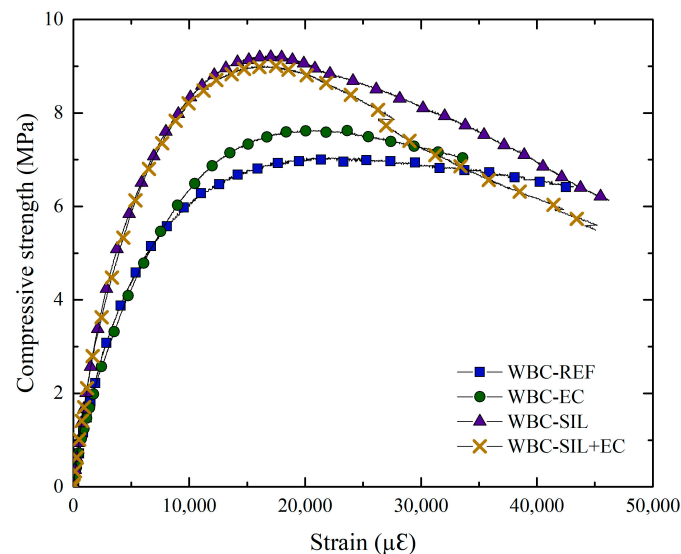 Compressive strength (MPa)
10
8
6
4
2
0
WBC-REF
WBC-EC
WBC-SIL
WBC-SIL+EC
0
10,000
20,000
30,000
40,000
50,000
Strain (µƐ)